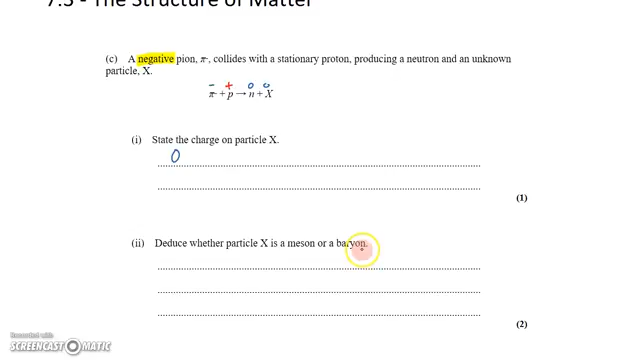 7.5 - The Structure of Matter
(c) A negative pion, π⁻, collides with a stationary proton, producing a neutron and an unknown
particle, X.
- + 0 0
π⁻ + p → n + X
(i) State the charge on particle X.
0
(1)
(ii) Deduce whether particle X is a meson or a baryon.
(2)
Recorded with
SCREENCAST-O-MATIC